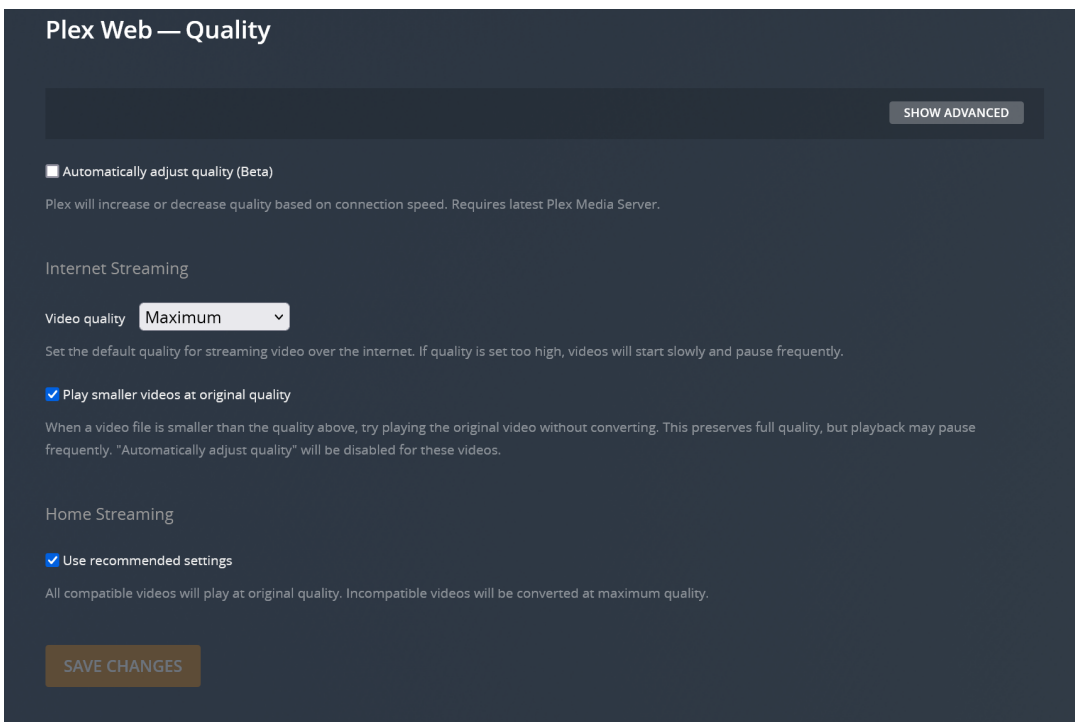 Plex Web — Quality
SHOW ADVANCED
Automatically adjust quality (Beta)
Plex will increase or decrease quality based on connection speed. Requires latest Plex Media Server.
Internet Streaming
Video quality Maximum
Set the default quality for streaming video over the internet. If quality is set too high, videos will start slowly and pause frequently.
Play smaller videos at original quality
When a video file is smaller than the quality above, try playing the original video without converting. This preserves full quality, but playback may pause
frequently. "Automatically adjust quality" will be disabled for these videos.
Home Streaming
Use recommended settings
All compatible videos will play at original quality. Incompatible videos will be converted at maximum quality.
SAVE CHANGES